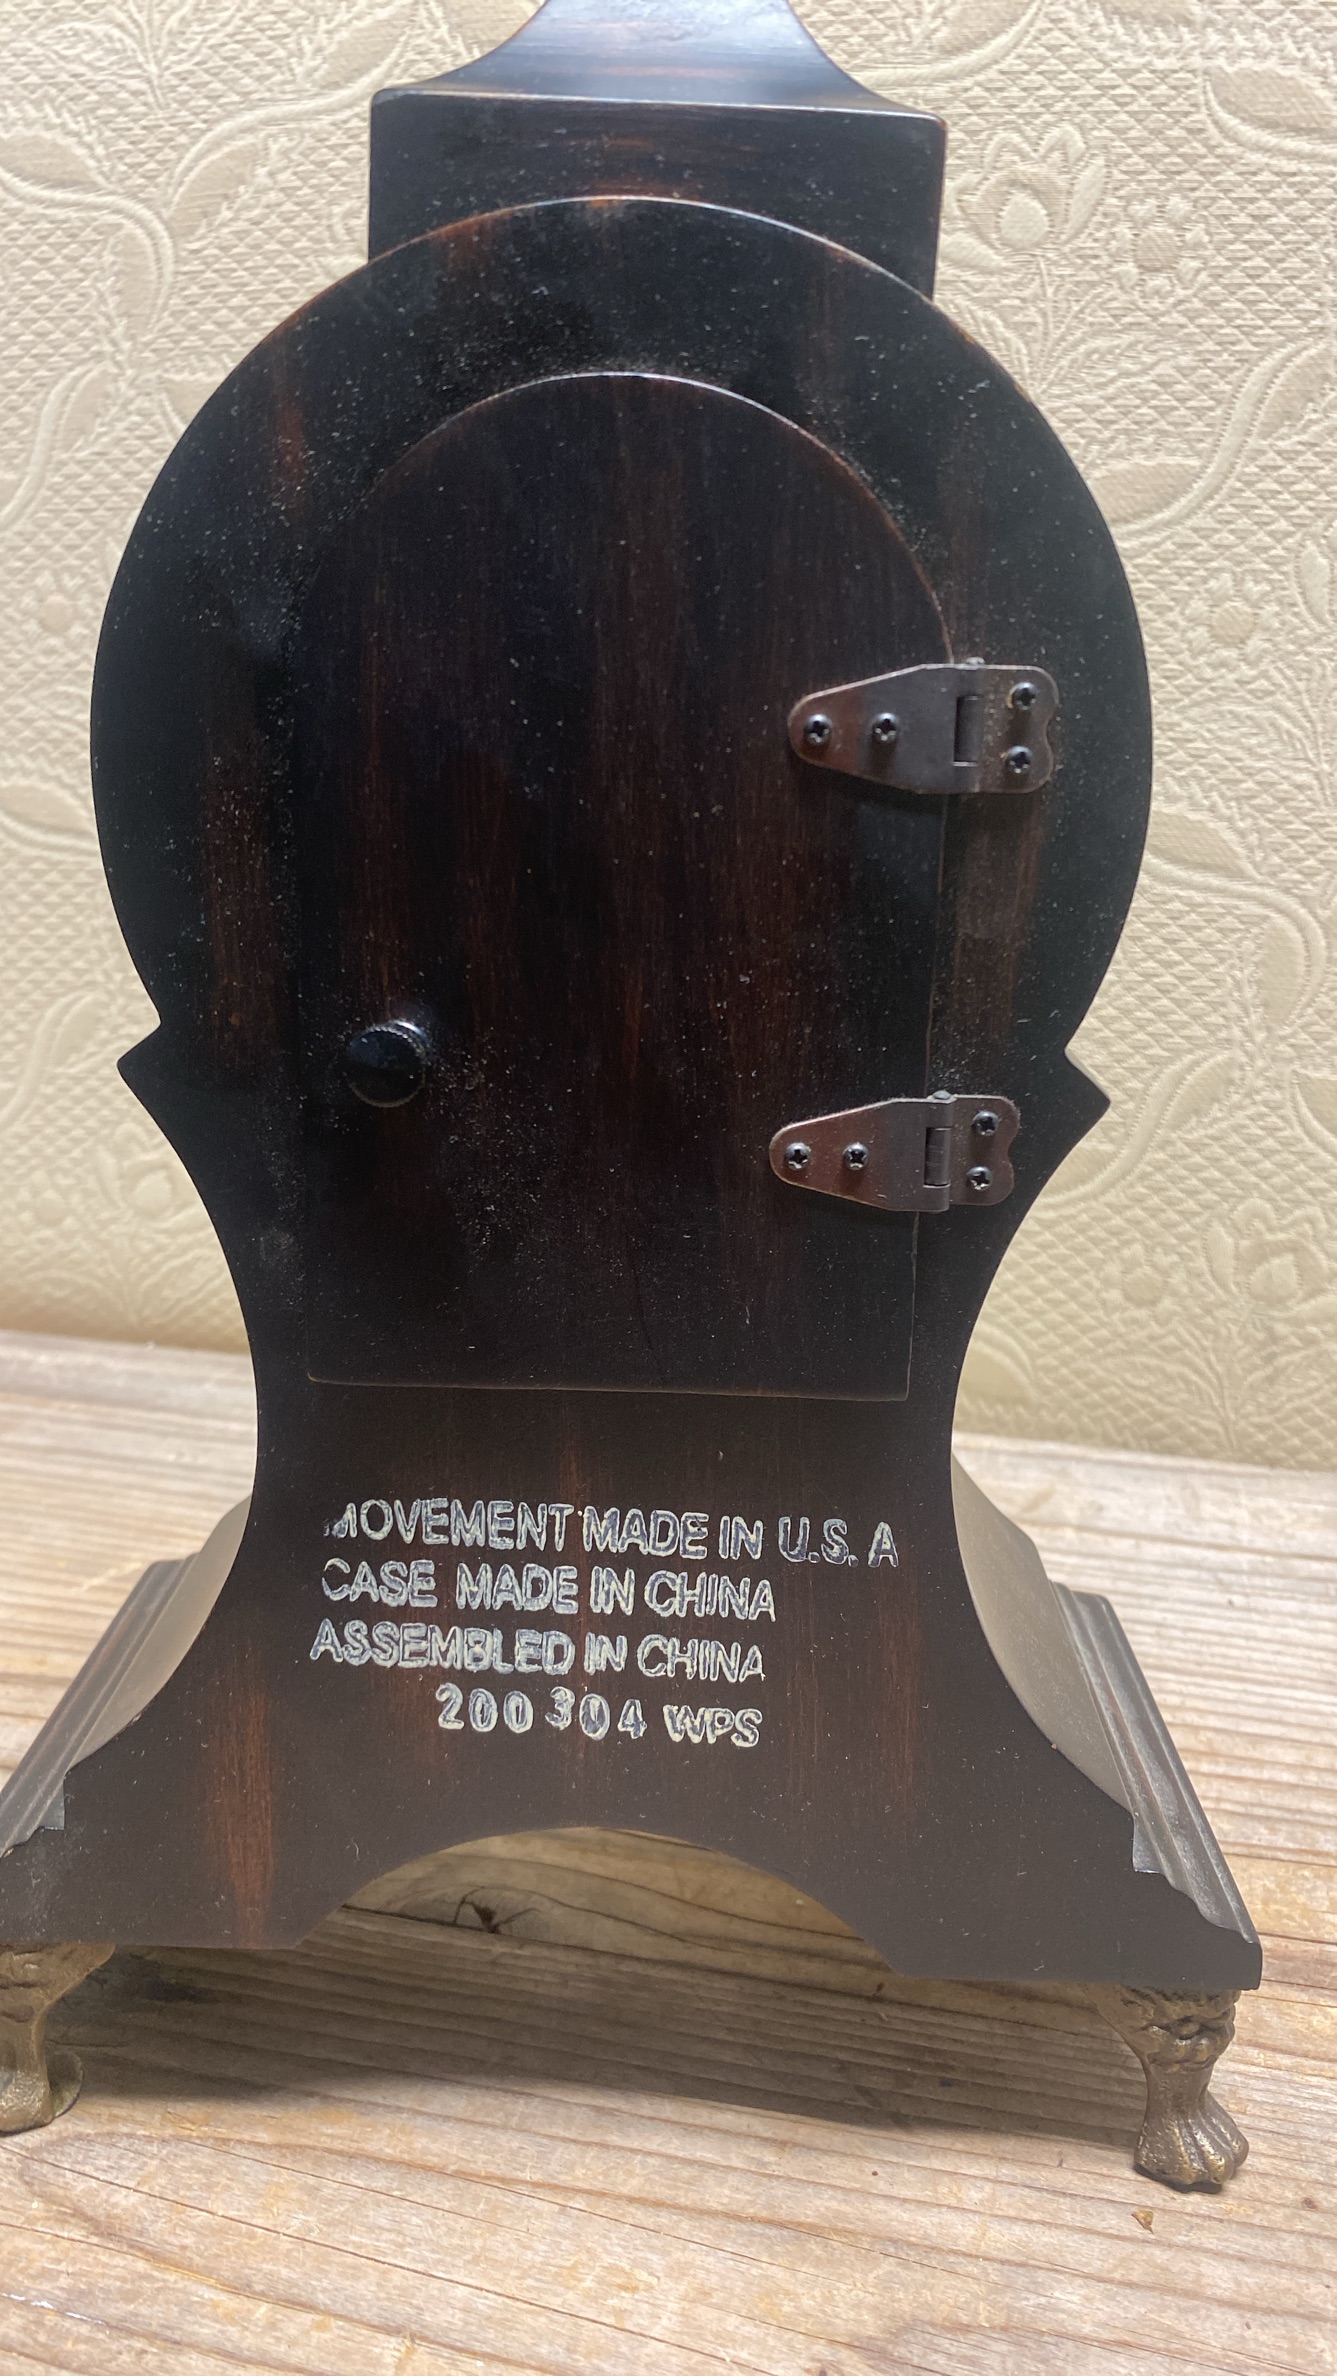 MOVEMENT MADE IN U.S. A
CASE MADE IN CHINA
ASSEMBLED IN CHINA
200304 WPS